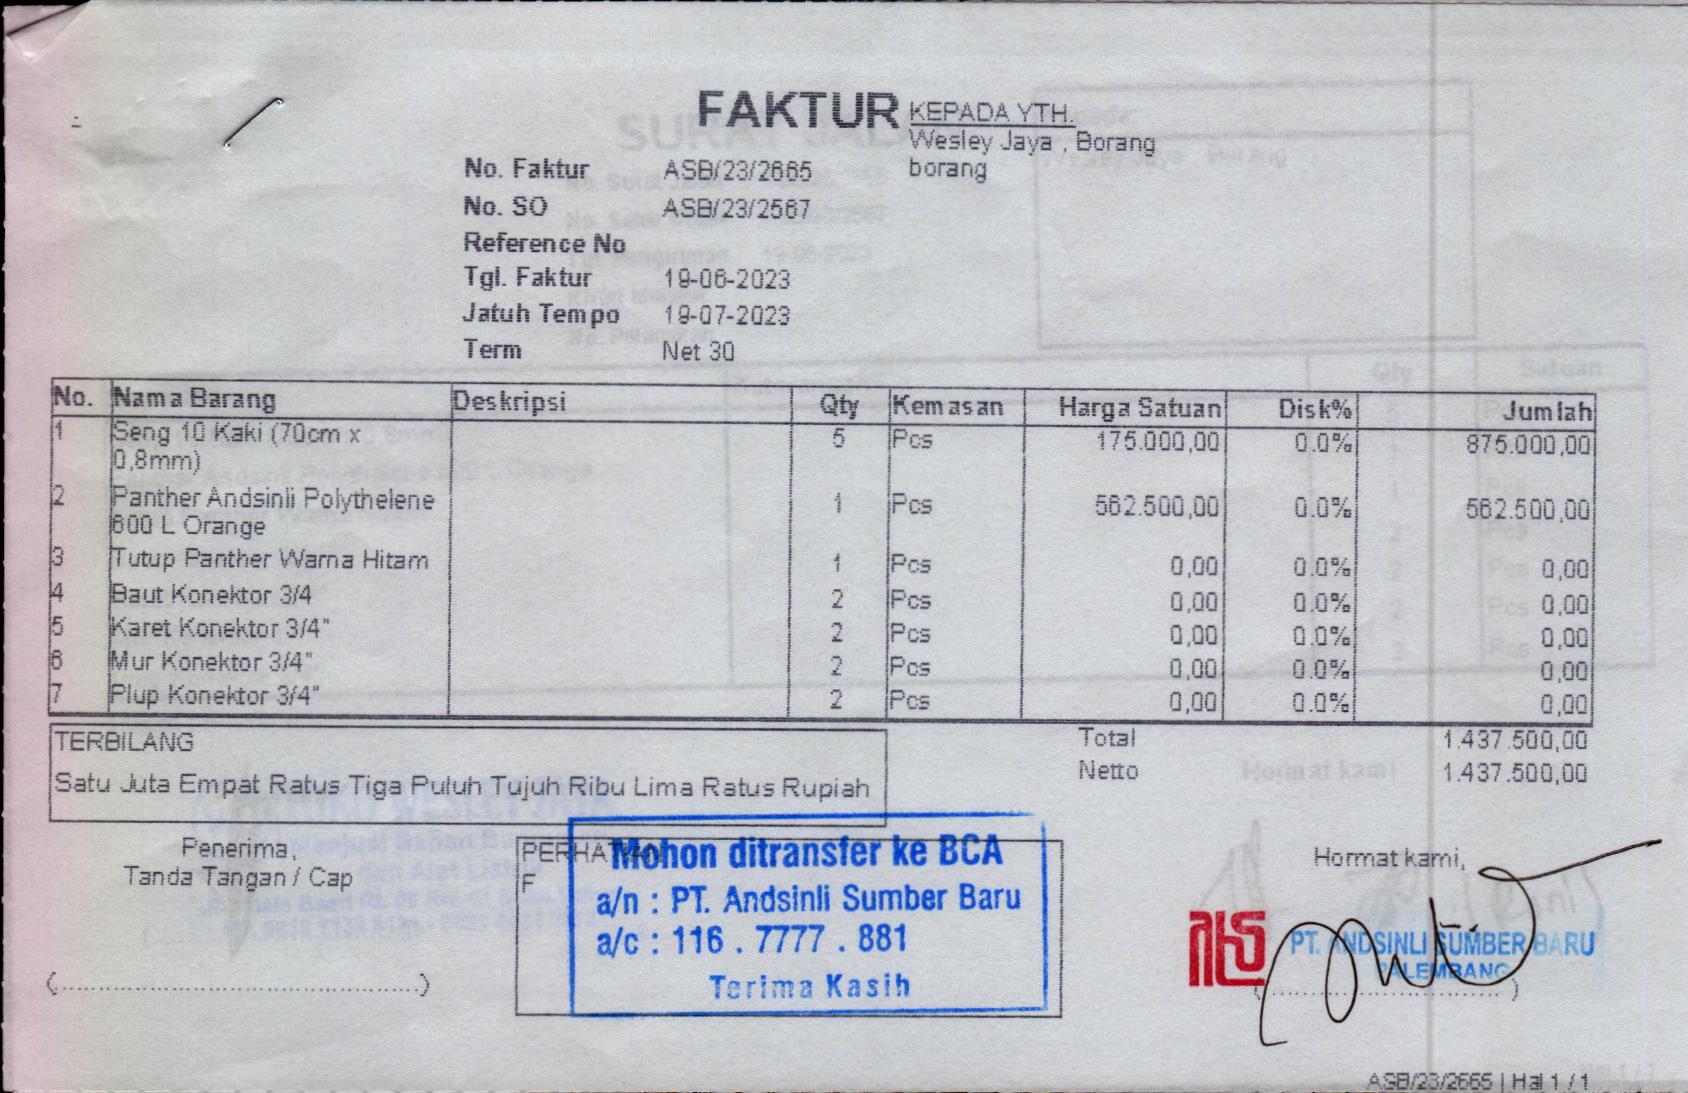 FAKTUR
KEPADA YTH.
Wesley Jaya , Borang
borang
No. Faktur ASB/23/2665
No. SO ASB/23/2567
Reference No
Tgl. Faktur 19-06-2023
Jatuh Tempo 19-07-2023
Term Net 30
No. Nama Barang Deskripsi Qty Kemasan Harga Satuan Disk% Jumlah
1 Seng 10 Kaki (70cm x 5 Pcs 175.000,00 0.0% 875.000,00
0,8mm)
2 Panther Andsinli Polythelene 1 Pcs 562.500,00 0.0% 562.500,00
600 L Orange
3 Tutup Panther Warna Hitam 1 Pcs 0,00 0.0% 0,00
4 Baut Konektor 3/4 2 Pcs 0,00 0.0% 0,00
5 Karet Konektor 3/4" 2 Pcs 0,00 0.0% 0,00
6 Mur Konektor 3/4" 2 Pcs 0,00 0.0% 0,00
7 Plup Konektor 3/4" 2 Pcs 0,00 0.0% 0,00
TERBILANG
Satu Juta Empat Ratus Tiga Puluh Tujuh Ribu Lima Ratus Rupiah
Total 1.437.500,00
Netto 1.437.500,00
Penerima,
Tanda Tangan / Cap
(................................................)
PERHATIAN
F
Mohon ditransfer ke BCA
a/n : PT. Andsinli Sumber Baru
a/c : 116 . 7777 . 881
Terima Kasih
Hormat kami,
PT. ANDSINLI SUMBER BARU
PALEMBANG
ASB/23/2665 | Hal 1 / 1